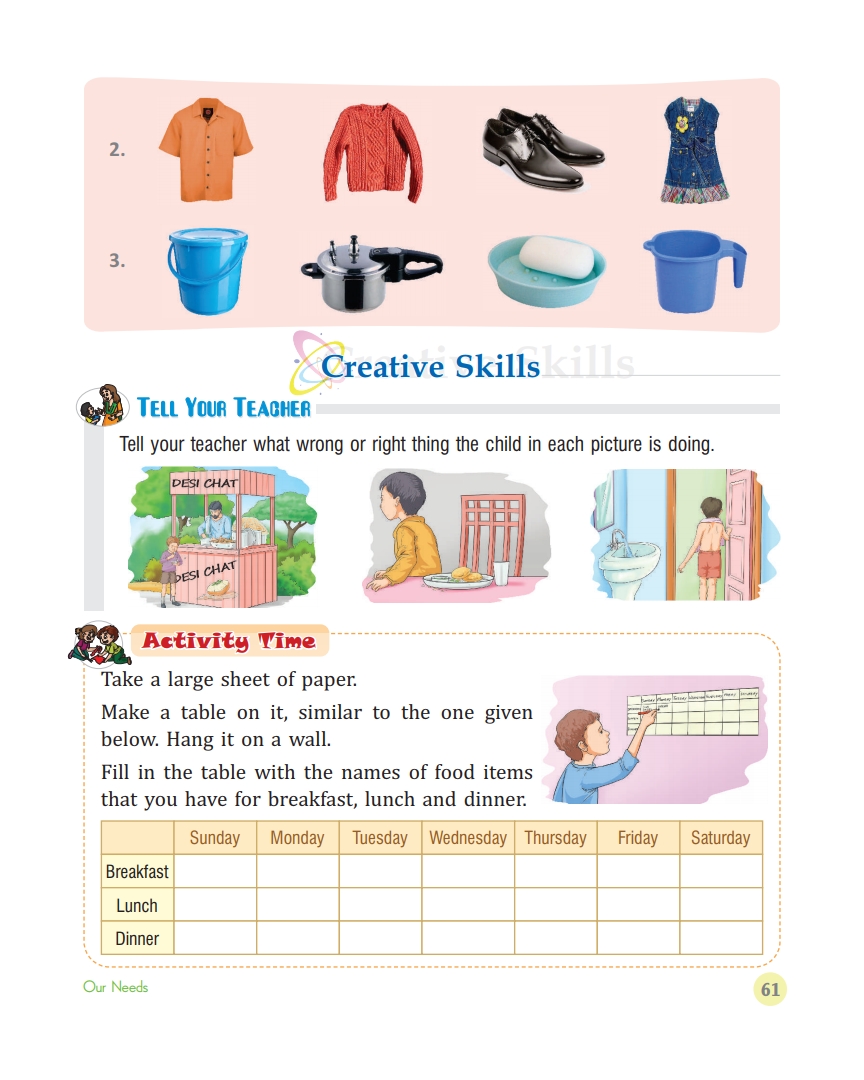 2.
3.
Creative Skills
TELL YOUR TEACHER
Tell your teacher what wrong or right thing the child in each picture is doing.
DESI CHAT
DESI CHAT
Activity Time
Take a large sheet of paper.
Make a table on it, similar to the one given
below. Hang it on a wall.
Fill in the table with the names of food items
that you have for breakfast, lunch and dinner.
Sunday Monday Tuesday Wednesday Thursday Friday Saturday
Breakfast
Lunch
Dinner
Our Needs
61